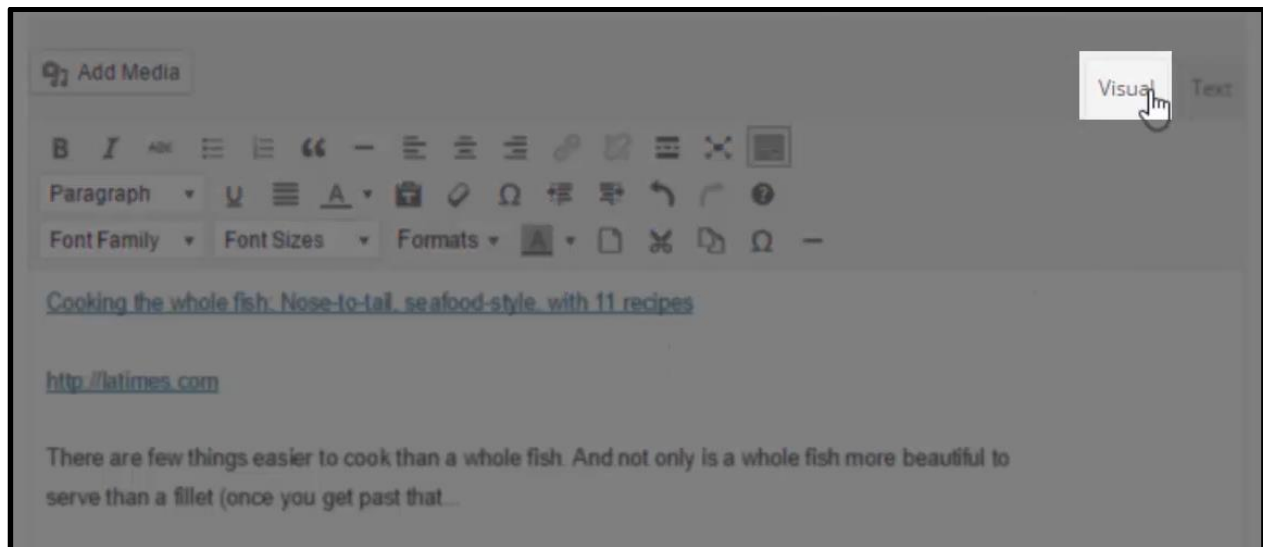 Add Media
Visual Text
B I ABC
Paragraph U A Ω
Font Family Font Sizes Formats A Ω
Cooking the whole fish: Nose-to-tail, seafood-style, with 11 recipes
http://latimes.com
There are few things easier to cook than a whole fish. And not only is a whole fish more beautiful to
serve than a fillet (once you get past that...